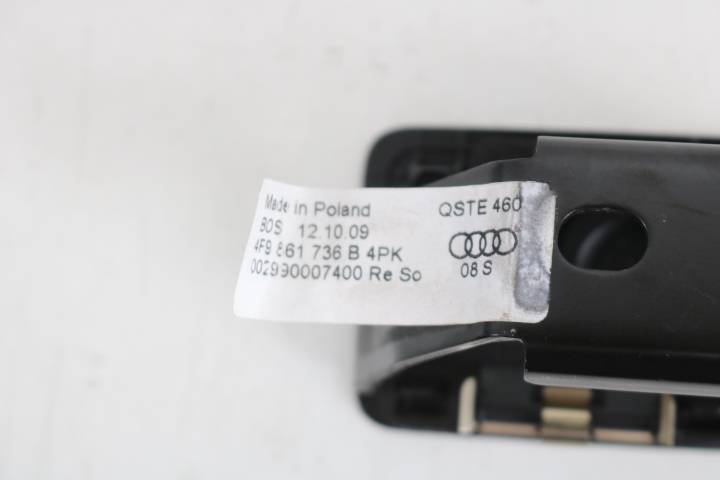 Made in Poland
QSTE 460
BOS 12.10.09
4F9 861 736 B 4PK
002990007400 Re So
08 S